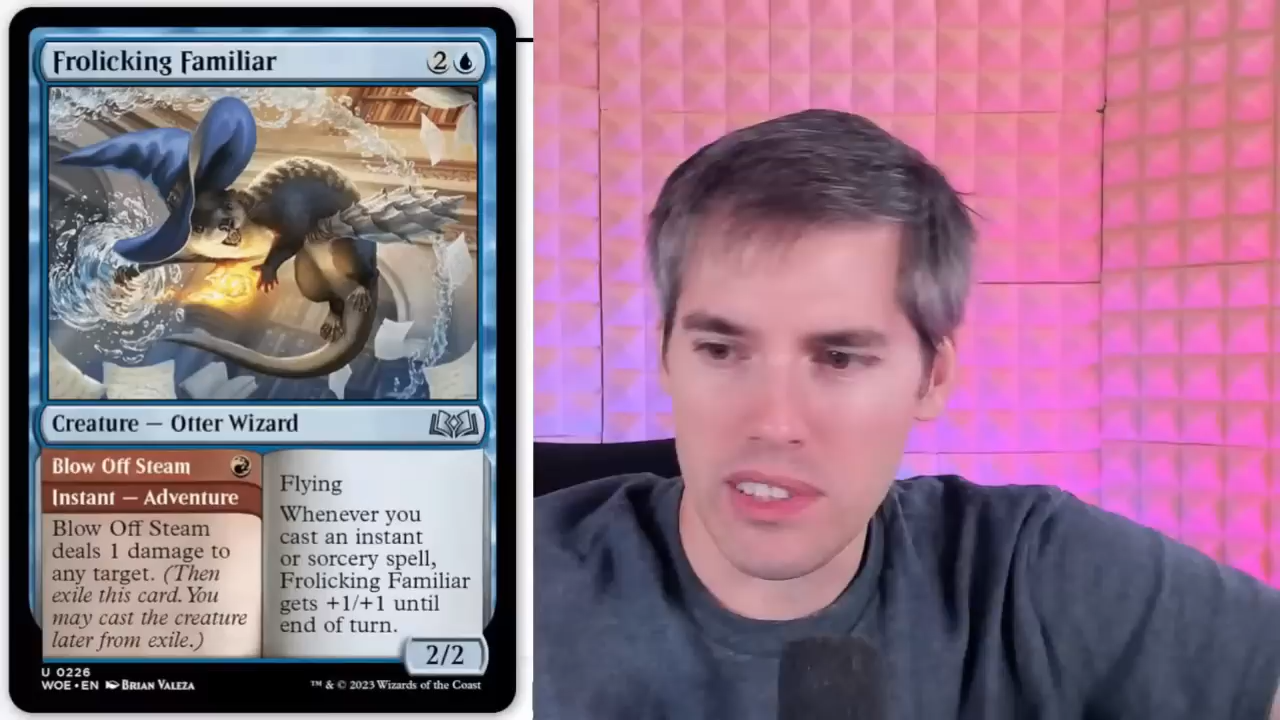 Frolicking Familiar
2
Creature — Otter Wizard
Blow Off Steam
Instant — Adventure
Blow Off Steam
deals 1 damage to
any target. (Then
exile this card. You
may cast the creature
later from exile.)
Flying
Whenever you
cast an instant
or sorcery spell,
Frolicking Familiar
gets +1/+1 until
end of turn.
2/2
U 0226
WOE • EN BRIAN VALEZA
™ & © 2023 Wizards of the Coast